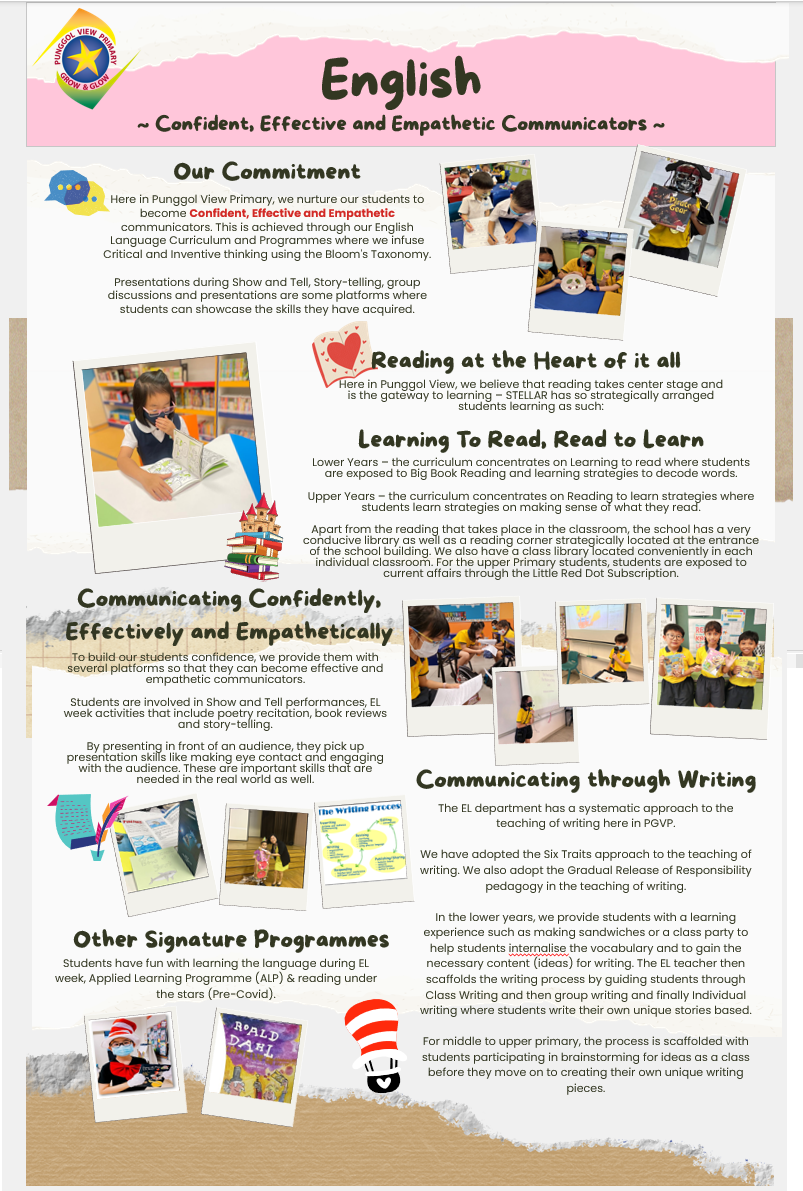 PUNGGOL VIEW PRIMARY
GROW & GLOW
English
~ Confident, Effective and Empathetic Communicators ~
Our Commitment
Here in Punggol View Primary, we nurture our students to
become Confident, Effective and Empathetic
communicators. This is achieved through our English
Language Curriculum and Programmes where we infuse
Critical and Inventive thinking using the Bloom's Taxonomy.
Presentations during Show and Tell, Story-telling, group
discussions and presentations are some platforms where
students can showcase the skills they have acquired.
Pirate
Gear
Reading at the Heart of it all
Here in Punggol View, we believe that reading takes center stage and
is the gateway to learning – STELLAR has so strategically arranged
students learning as such:
Learning To Read, Read to Learn
Lower Years – the curriculum concentrates on Learning to read where students
are exposed to Big Book Reading and learning strategies to decode words.
Upper Years – the curriculum concentrates on Reading to learn strategies where
students learn strategies on making sense of what they read.
Apart from the reading that takes place in the classroom, the school has a very
conducive library as well as a reading corner strategically located at the entrance
of the school building. We also have a class library located conveniently in each
individual classroom. For the upper Primary students, students are exposed to
current affairs through the Little Red Dot Subscription.
Communicating Confidently,
Effectively and Empathetically
To build our students confidence, we provide them with
several platforms so that they can become effective and
empathetic communicators.
Students are involved in Show and Tell performances, EL
week activities that include poetry recitation, book reviews
and story-telling.
By presenting in front of an audience, they pick up
presentation skills like making eye contact and engaging
with the audience. These are important skills that are
needed in the real world as well.
The Writing Process
Communicating through Writing
The EL department has a systematic approach to the
teaching of writing here in PGVP.
We have adopted the Six Traits approach to the teaching of
writing. We also adopt the Gradual Release of Responsibility
pedagogy in the teaching of writing.
In the lower years, we provide students with a learning
experience such as making sandwiches or a class party to
help students internalise the vocabulary and to gain the
necessary content (ideas) for writing. The EL teacher then
scaffolds the writing process by guiding students through
Class Writing and then group writing and finally Individual
writing where students write their own unique stories based.
For middle to upper primary, the process is scaffolded with
students participating in brainstorming for ideas as a class
before they move on to creating their own unique writing
pieces.
Other Signature Programmes
Students have fun with learning the language during EL
week, Applied Learning Programme (ALP) & reading under
the stars (Pre-Covid).
ROALD
DAHL